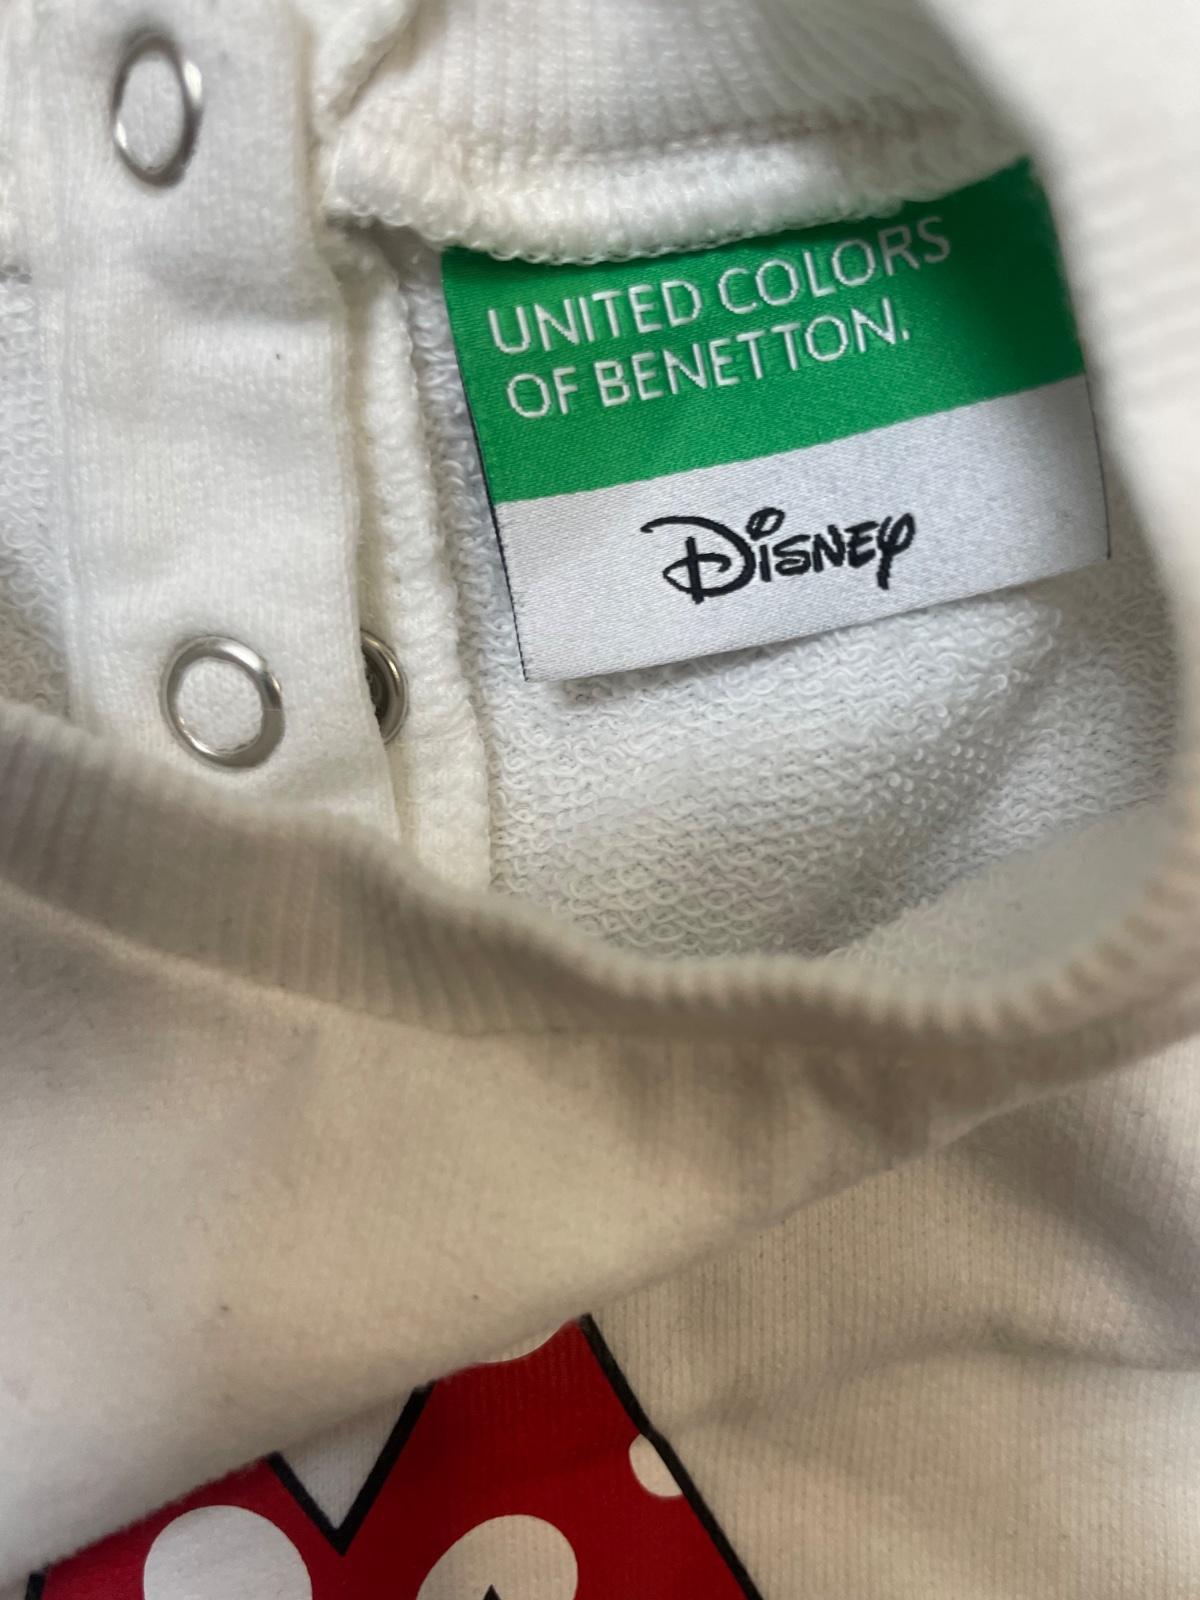 UNITED COLORS
OF BENETTON.
Disney